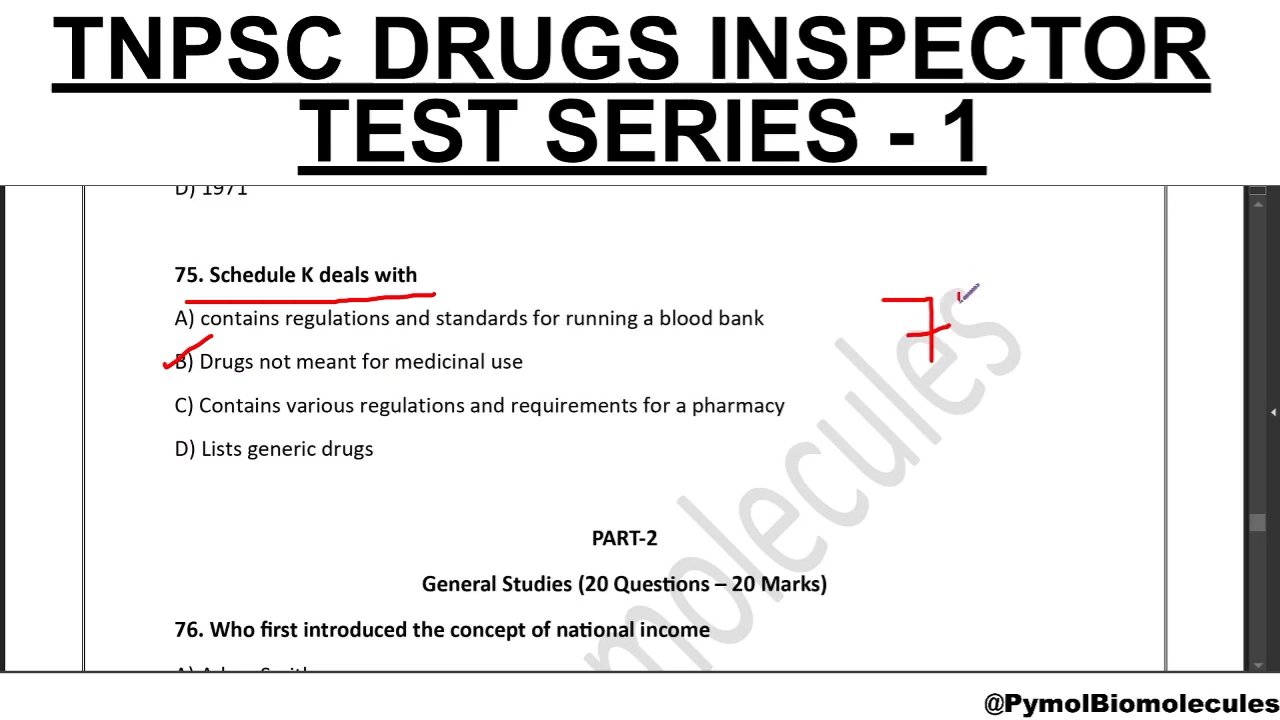 TNPSC DRUGS INSPECTOR
TEST SERIES - 1
D) 1971
75. Schedule K deals with
A) contains regulations and standards for running a blood bank
B) Drugs not meant for medicinal use
C) Contains various regulations and requirements for a pharmacy
D) Lists generic drugs
7
molecules
PART-2
General Studies (20 Questions – 20 Marks)
76. Who first introduced the concept of national income
@PymolBiomolecules